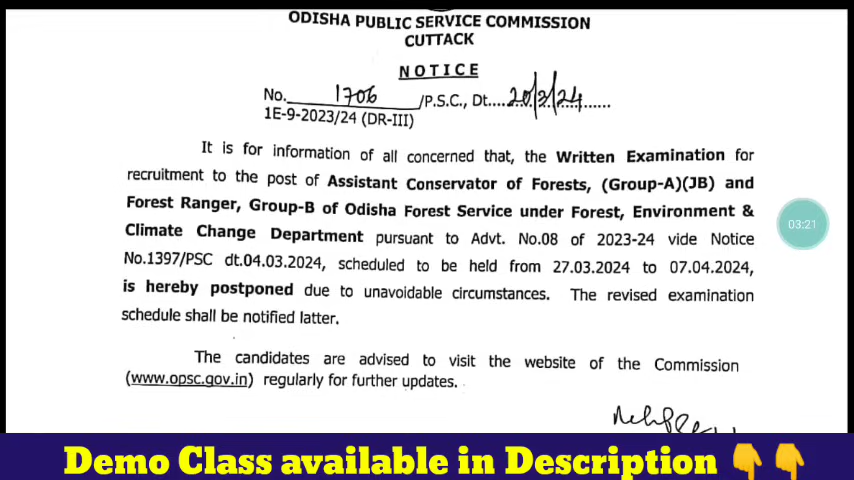 ODISHA PUBLIC SERVICE COMMISSION
CUTTACK
NOTICE
No. 1706 /P.S.C., Dt....20/3/24......
1E-9-2023/24 (DR-III)
It is for information of all concerned that, the Written Examination for
recruitment to the post of Assistant Conservator of Forests, (Group-A)(JB) and
Forest Ranger, Group-B of Odisha Forest Service under Forest, Environment &
Climate Change Department pursuant to Advt. No.08 of 2023-24 vide Notice
No.1397/PSC dt.04.03.2024, scheduled to be held from 27.03.2024 to 07.04.2024,
is hereby postponed due to unavoidable circumstances. The revised examination
schedule shall be notified latter.
The candidates are advised to visit the website of the Commission
(www.opsc.gov.in) regularly for further updates.
03:21
Demo Class available in Description 👇👇